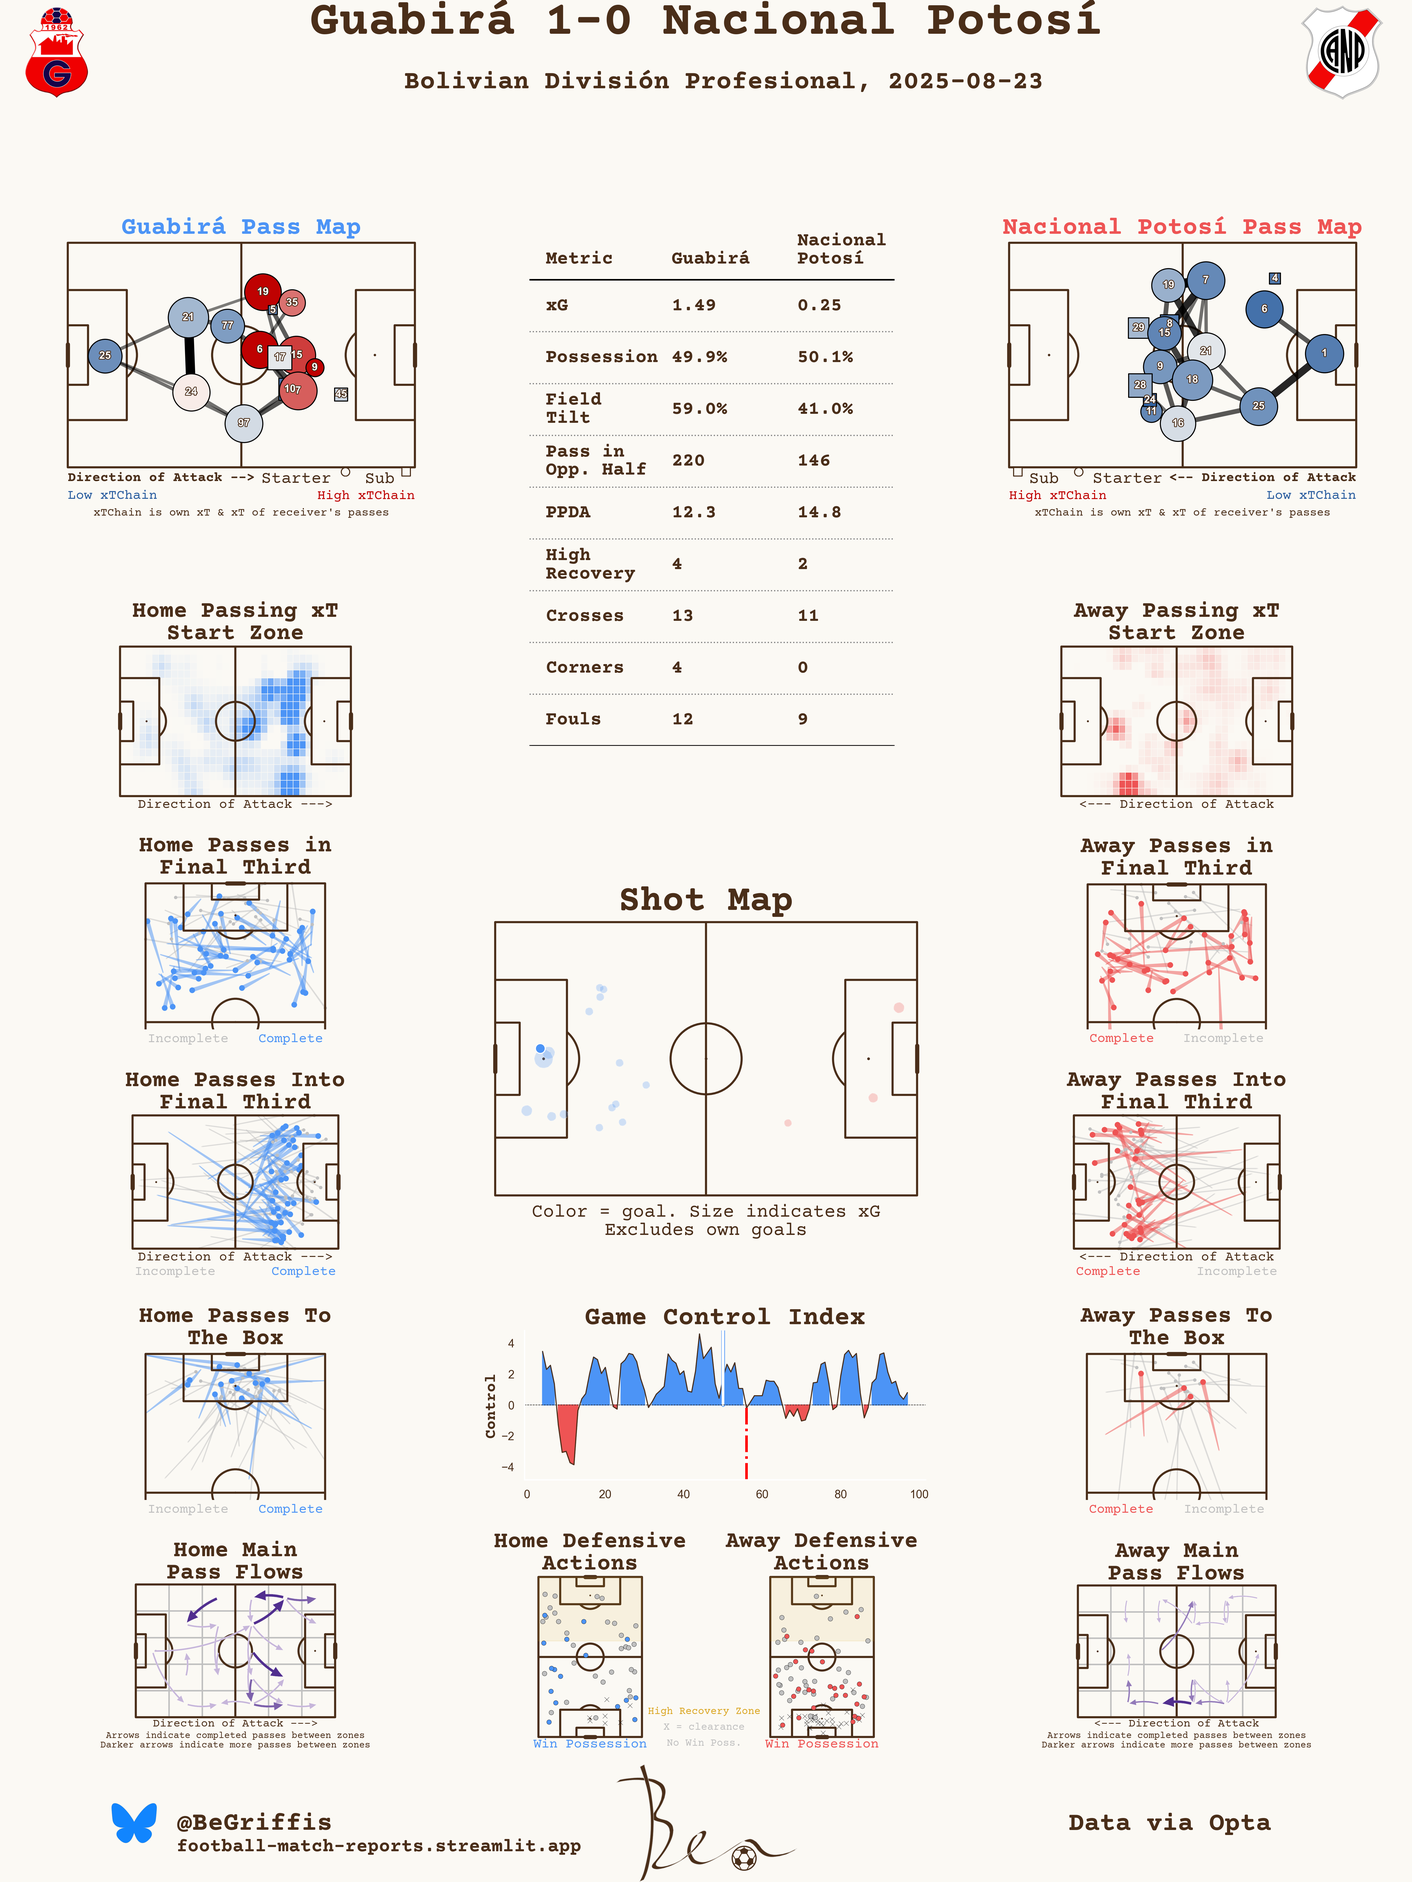 Guabirá 1-0 Nacional Potosí
Bolivian División Profesional, 2025-08-23
1962
G
CANP
Guabirá Pass Map
25
21
24
77
97
19
35
5
6
17
15
9
10
7
45
Direction of Attack --> Starter Sub
Low xTChain High xTChain
xTChain is own xT & xT of receiver's passes
Metric Guabirá Nacional Potosí
xG 1.49 0.25
Possession 49.9% 50.1%
Field Tilt 59.0% 41.0%
Pass in Opp. Half 220 146
PPDA 12.3 14.8
High Recovery 4 2
Crosses 13 11
Corners 4 0
Fouls 12 9
Nacional Potosí Pass Map
19
7
4
6
29
8
15
21
1
9
18
28
24
11
16
25
Sub Starter <-- Direction of Attack
High xTChain Low xTChain
xTChain is own xT & xT of receiver's passes
Home Passing xT
Start Zone
Direction of Attack --->
Away Passing xT
Start Zone
<--- Direction of Attack
Home Passes in
Final Third
Incomplete Complete
Away Passes in
Final Third
Complete Incomplete
Shot Map
Color = goal. Size indicates xG
Excludes own goals
Home Passes Into
Final Third
Direction of Attack --->
Incomplete Complete
Away Passes Into
Final Third
<--- Direction of Attack
Complete Incomplete
Home Passes To
The Box
Incomplete Complete
Game Control Index
Control
4
2
0
−2
−4
0 20 40 60 80 100
Away Passes To
The Box
Complete Incomplete
Home Main
Pass Flows
Direction of Attack --->
Arrows indicate completed passes between zones
Darker arrows indicate more passes between zones
Home Defensive
Actions
Win Possession
Away Defensive
Actions
Win Possession
High Recovery Zone
X = clearance
No Win Poss.
Away Main
Pass Flows
<--- Direction of Attack
Arrows indicate completed passes between zones
Darker arrows indicate more passes between zones
@BeGriffis
football-match-reports.streamlit.app
Ben
Data via Opta